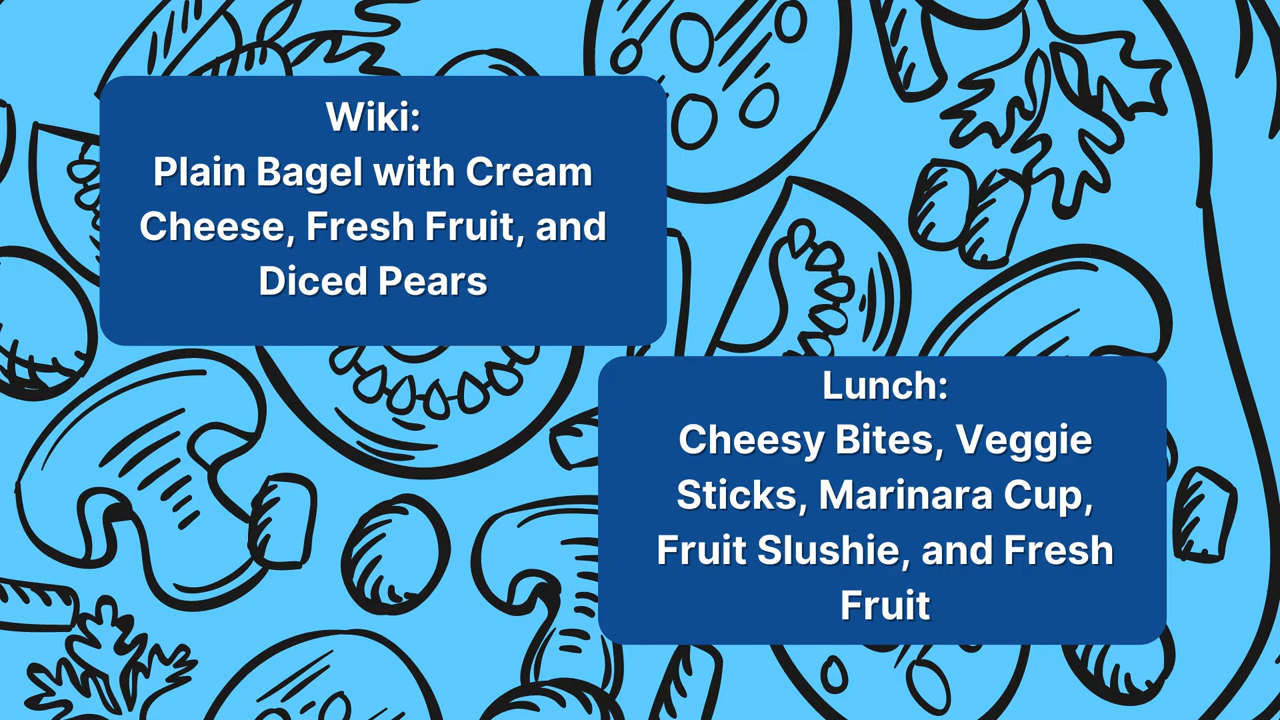 Wiki:
Plain Bagel with Cream
Cheese, Fresh Fruit, and
Diced Pears
Lunch:
Cheesy Bites, Veggie
Sticks, Marinara Cup,
Fruit Slushie, and Fresh
Fruit